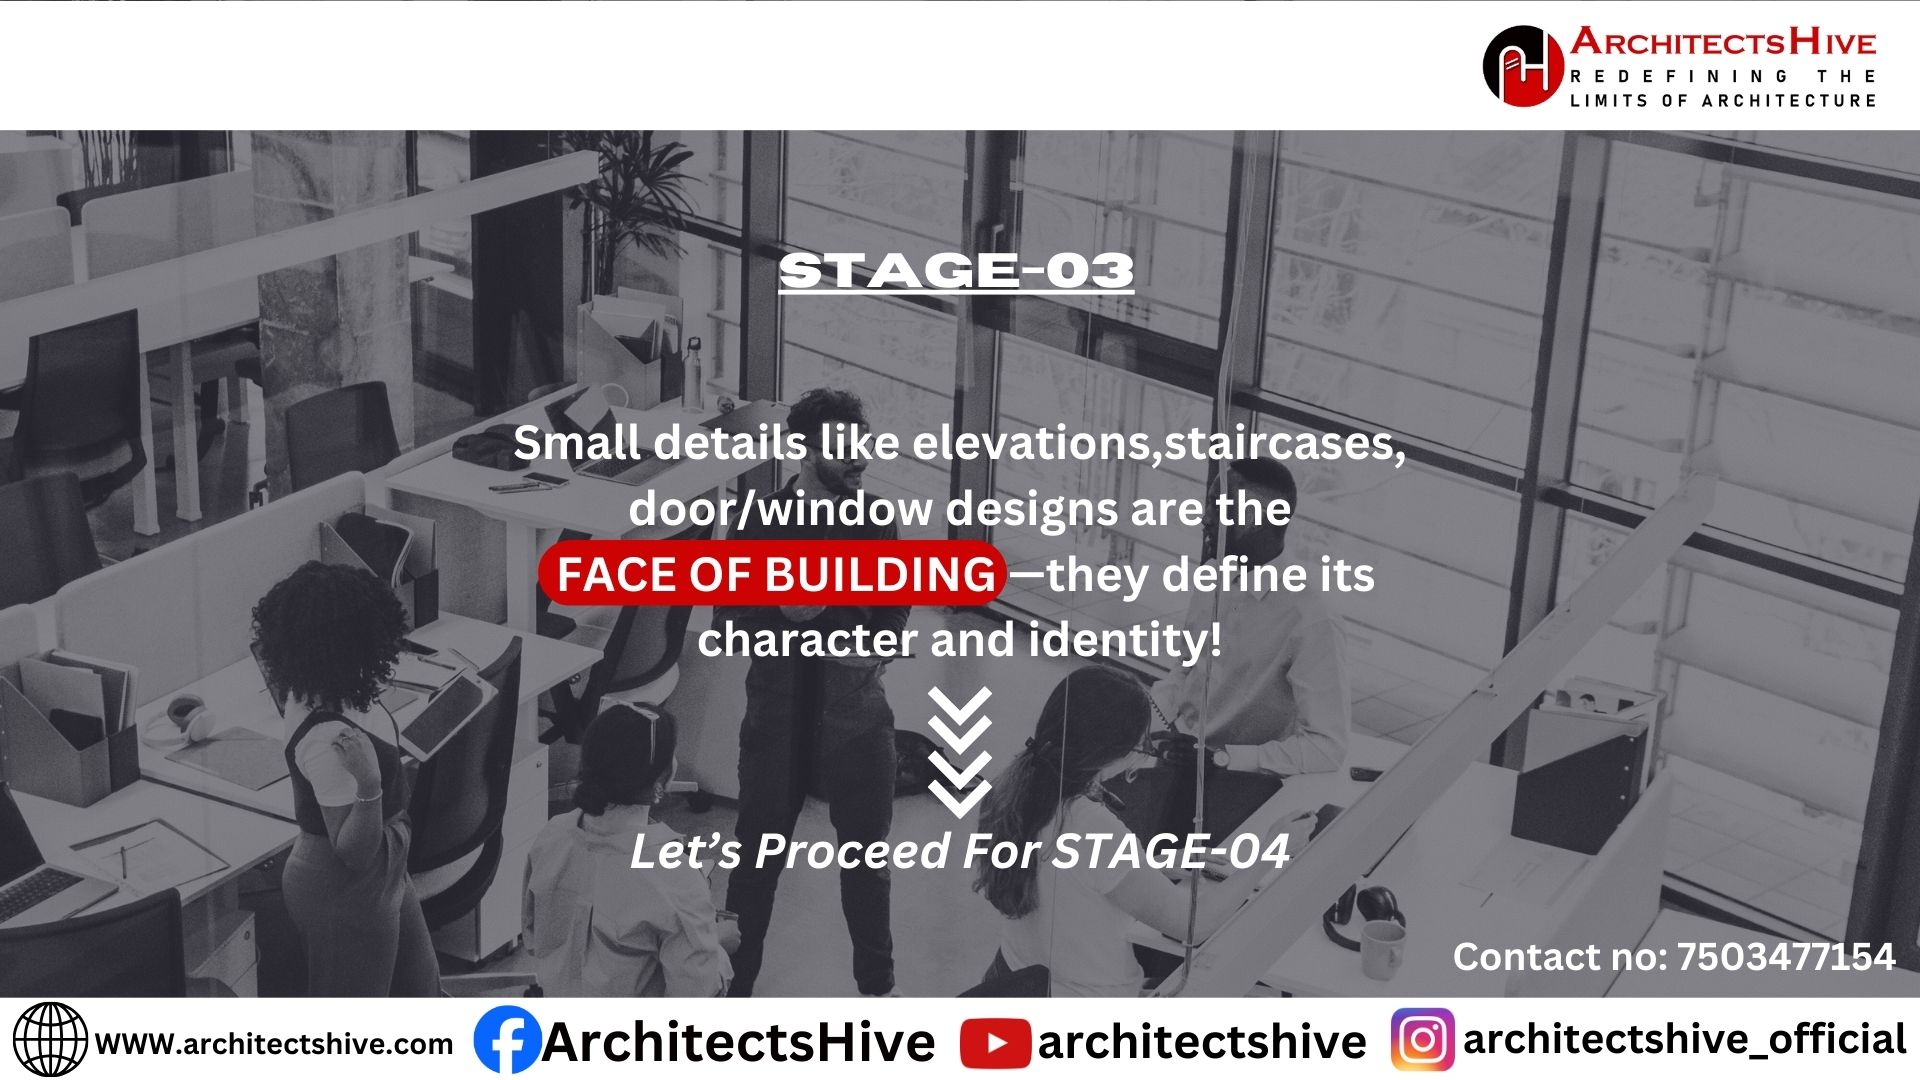 ARCHITECTSHIVE
REDEFINING THE
LIMITS OF ARCHITECTURE
STAGE-03
Small details like elevations,staircases,
door/window designs are the
FACE OF BUILDING—they define its
character and identity!
Let’s Proceed For STAGE-04
Contact no: 7503477154
www.architectshive.com
ArchitectsHive
architectshive
architectshive_official